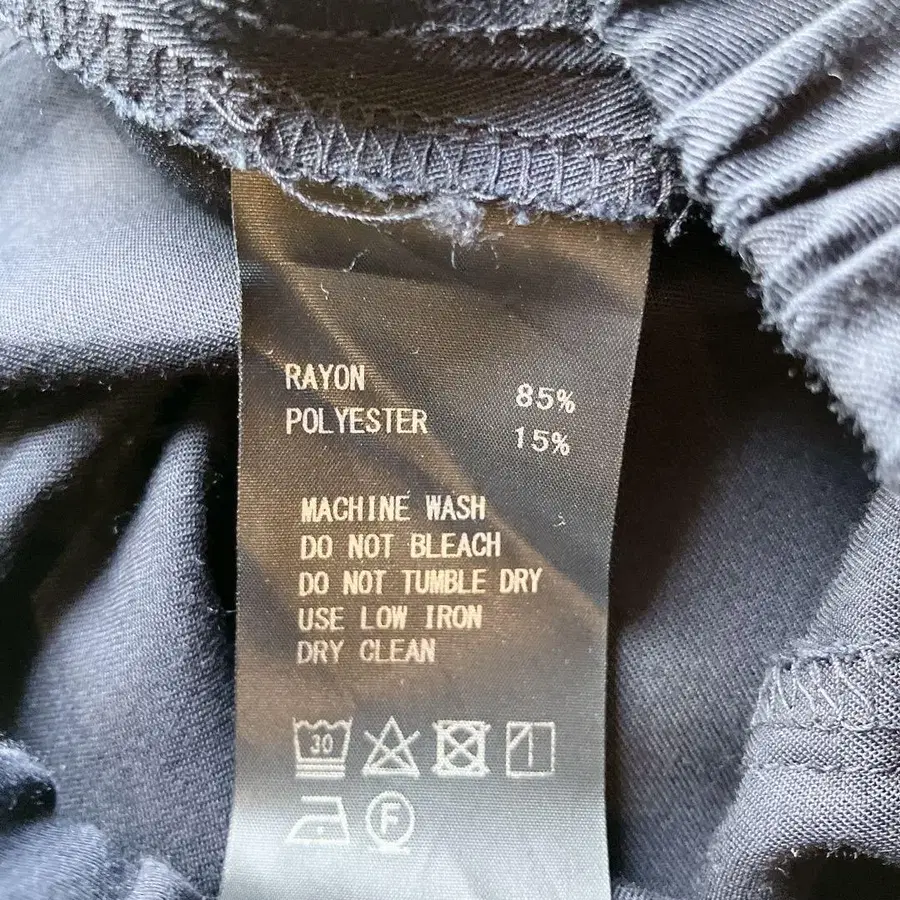 RAYON 85%
POLYESTER 15%
MACHINE WASH
DO NOT BLEACH
DO NOT TUMBLE DRY
USE LOW IRON
DRY CLEAN
30
F